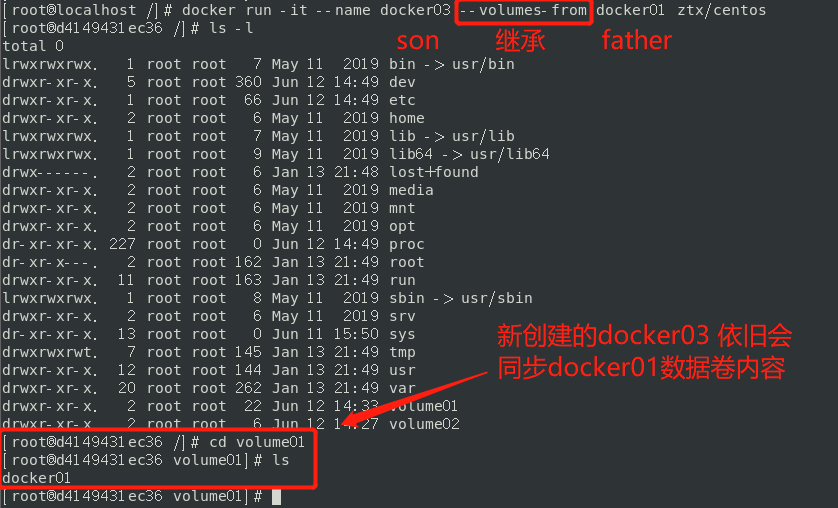 [root@localhost /]# docker run -it --name docker03 --volumes-from docker01 ztx/centos
[root@d4149431ec36 /]# ls -l
total 0
son 继承 father
lrwxrwxrwx.   1 root root   7 May 11  2019 bin -> usr/bin
drwxr-xr-x.   5 root root 360 Jun 12 14:49 dev
drwxr-xr-x.   1 root root  66 Jun 12 14:49 etc
drwxr-xr-x.   2 root root   6 May 11  2019 home
lrwxrwxrwx.   1 root root   7 May 11  2019 lib -> usr/lib
lrwxrwxrwx.   1 root root   9 May 11  2019 lib64 -> usr/lib64
drwx------.   2 root root   6 Jan 13 21:48 lost+found
drwxr-xr-x.   2 root root   6 May 11  2019 media
drwxr-xr-x.   2 root root   6 May 11  2019 mnt
drwxr-xr-x.   2 root root   6 May 11  2019 opt
dr-xr-xr-x. 227 root root   0 Jun 12 14:49 proc
dr-xr-x---.   2 root root 162 Jan 13 21:49 root
drwxr-xr-x.  11 root root 163 Jan 13 21:49 run
lrwxrwxrwx.   1 root root   8 May 11  2019 sbin -> usr/sbin
drwxr-xr-x.   2 root root   6 May 11  2019 srv
dr-xr-xr-x.  13 root root   0 Jun 11 15:50 sys
drwxrwxrwt.   7 root root 145 Jan 13 21:49 tmp
drwxr-xr-x.  12 root root 144 Jan 13 21:49 usr
drwxr-xr-x.  20 root root 262 Jan 13 21:49 var
新创建的docker03 依旧会
同步docker01数据卷内容
drwxr-xr-x.   2 root root  22 Jun 12 14:33 volume01
drwxr-xr-x.   2 root root   6 Jun 12 14:27 volume02
[root@d4149431ec36 /]# cd volume01
[root@d4149431ec36 volume01]# ls
docker01
[root@d4149431ec36 volume01]#